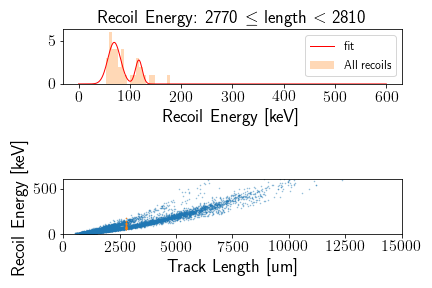 Recoil Energy: 2770 ≤ length < 2810
5
0
fit
All recoils
0 100 200 300 400 500 600
Recoil Energy [keV]
Recoil Energy [keV]
500
0
0 2500 5000 7500 10000 12500 15000
Track Length [um]